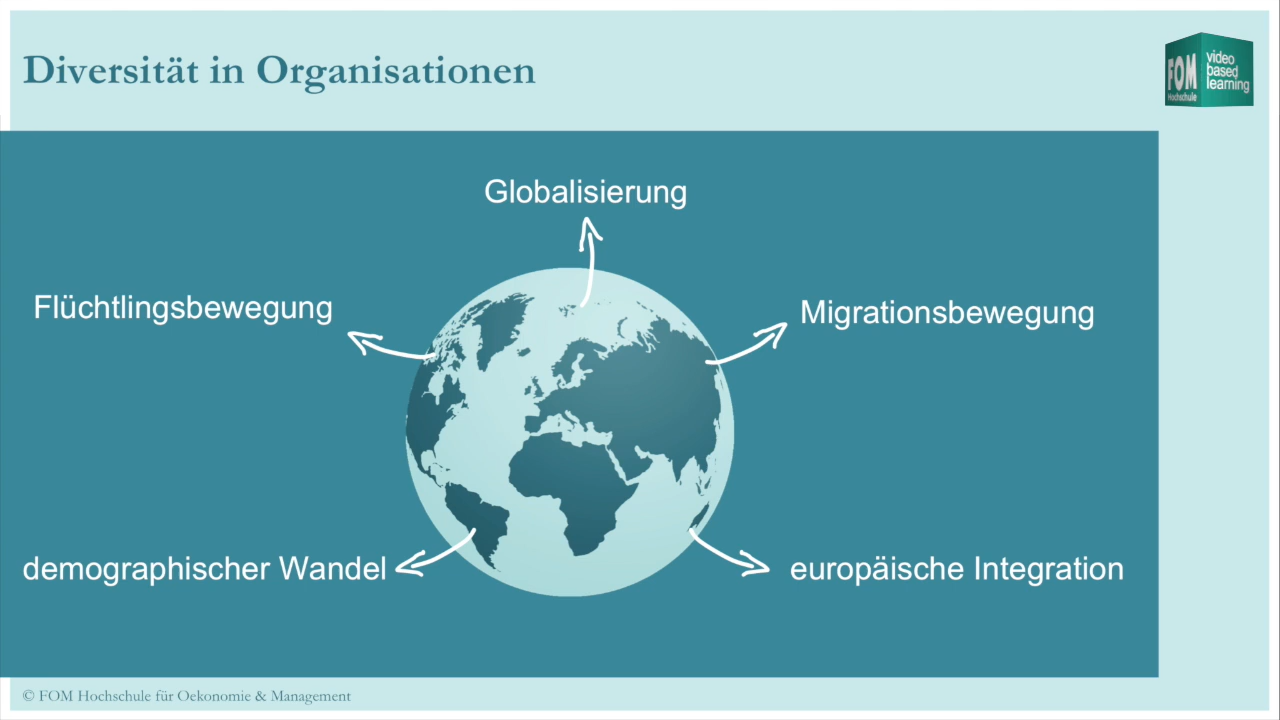 Diversität in Organisationen
FOM
Hochschule
video
based
learning
Globalisierung
Flüchtlingsbewegung
Migrationsbewegung
demographischer Wandel
europäische Integration
© FOM Hochschule für Oekonomie & Management